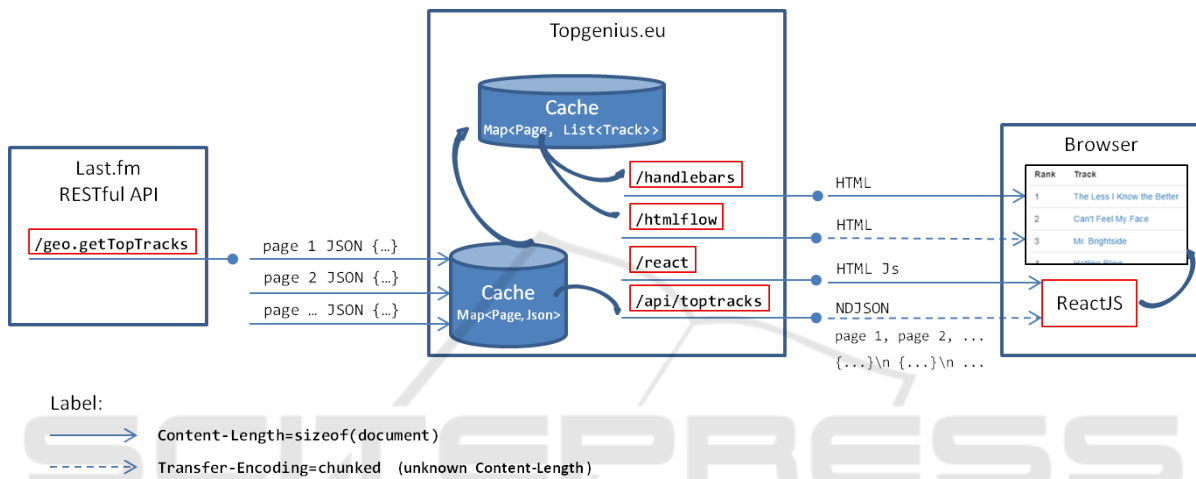 Topgenius.eu
Cache
Map<Page, List<Track>>
Last.fm
RESTful API
/geo.getTopTracks
page 1 JSON {…}
page 2 JSON {…}
page … JSON {…}
Cache
Map<Page,Json>
/handlebars
/htmlflow
/react
/api/toptracks
HTML
HTML
HTML Js
NDJSON
page 1, page 2, ...
{...}\n {...}\n ...
Browser
Rank Track
1 The Less I Know the Better
2 Can't Feel My Face
3 Mr. Brightside
ReactJS
Label:
Content-Length=sizeof(document)
Transfer-Encoding=chunked (unknown Content-Length)
SCITEPRESS